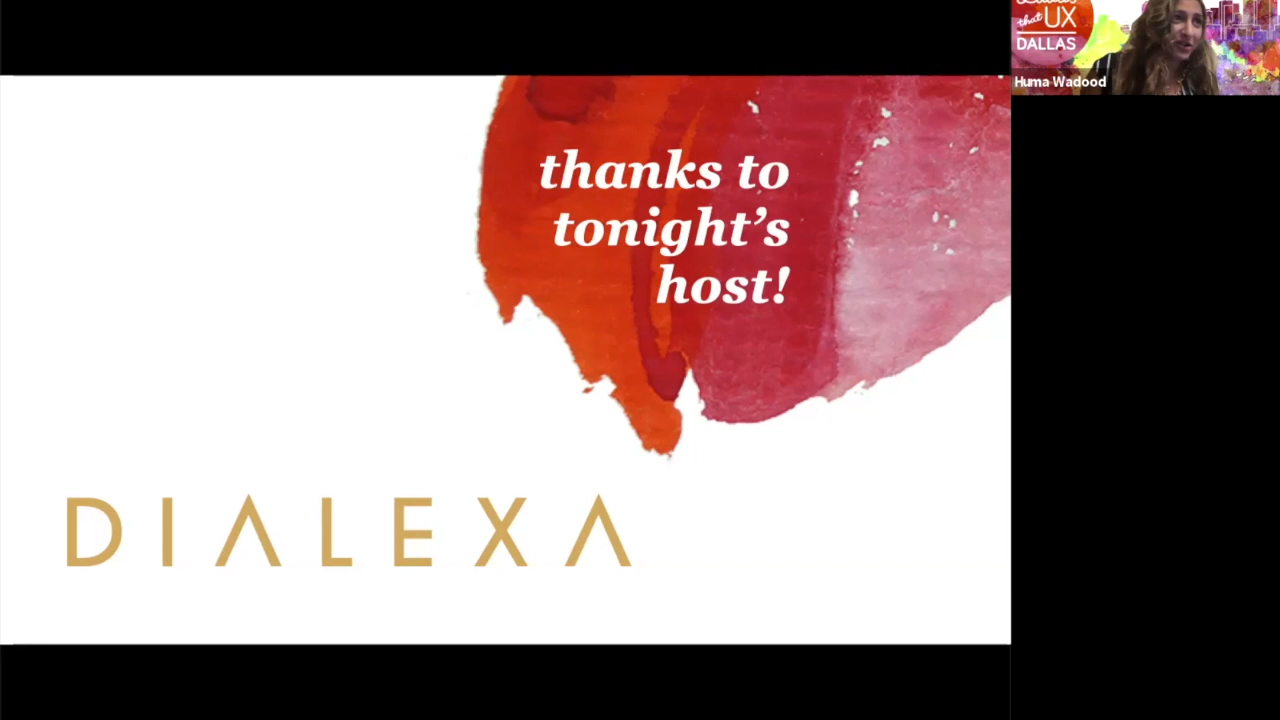 thanks to
tonight's
host!
DIALEXA
that UX
DALLAS
Huma Wadood